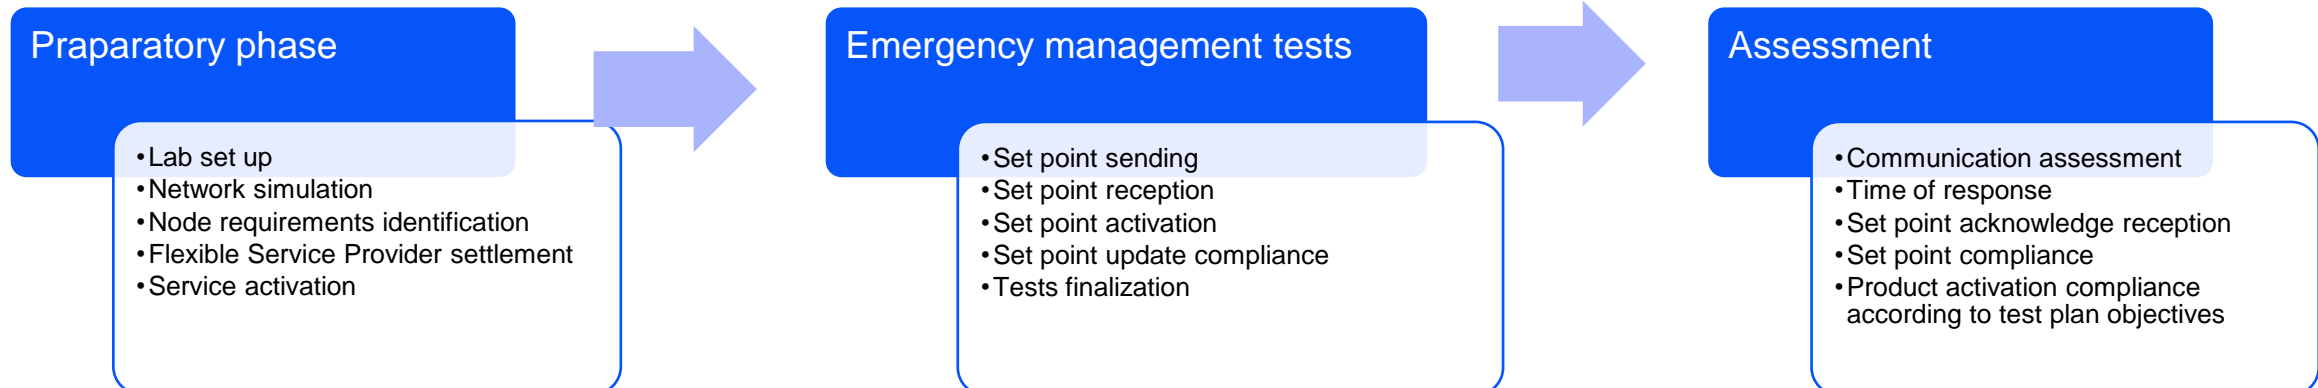 Praparatory phase
•Lab set up
•Network simulation
•Node requirements identification
•Flexible Service Provider settlement
•Service activation
Emergency management tests
•Set point sending
•Set point reception
•Set point activation
•Set point update compliance
•Tests finalization
Assessment
•Communication assessment
•Time of response
•Set point acknowledge reception
•Set point compliance
•Product activation compliance
according to test plan objectives